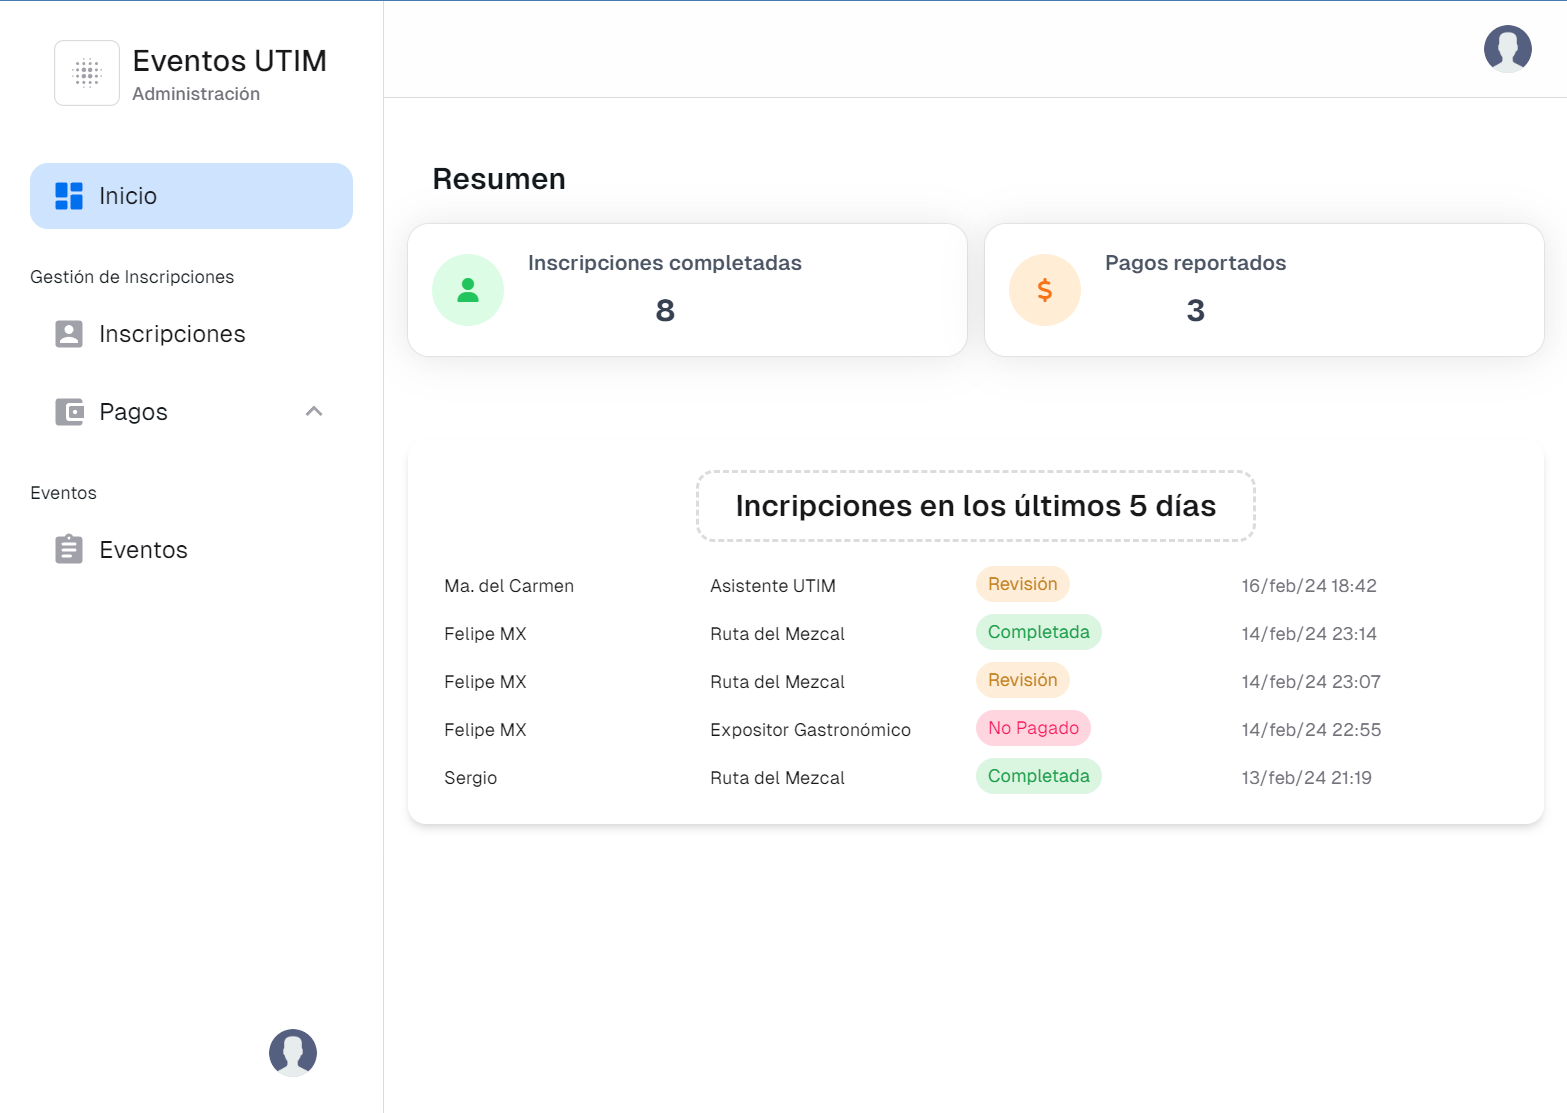 Eventos UTIM
Administración
Inicio
Gestión de Inscripciones
Inscripciones
Pagos
Eventos
Eventos
Resumen
Inscripciones completadas
8
Pagos reportados
$
3
Incripciones en los últimos 5 días
Ma. del Carmen Asistente UTIM Revisión 16/feb/24 18:42
Felipe MX Ruta del Mezcal Completada 14/feb/24 23:14
Felipe MX Ruta del Mezcal Revisión 14/feb/24 23:07
Felipe MX Expositor Gastronómico No Pagado 14/feb/24 22:55
Sergio Ruta del Mezcal Completada 13/feb/24 21:19